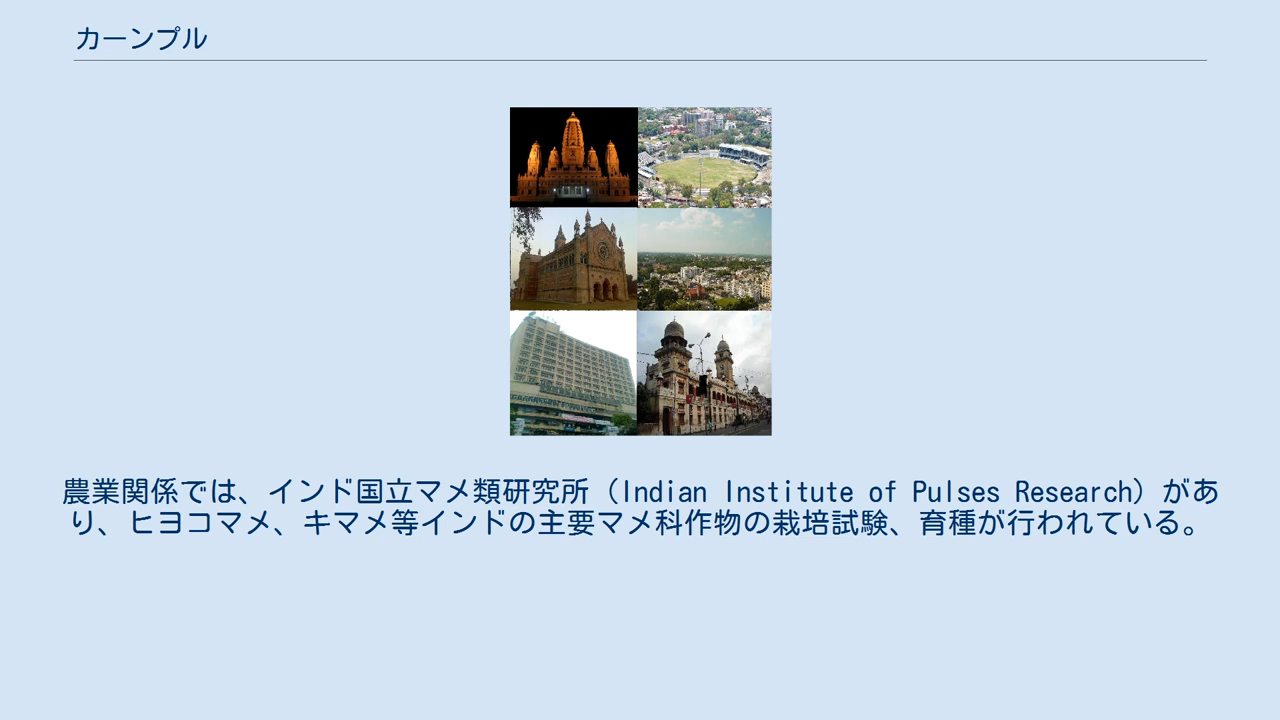 カーンプル
農業関係では、インド国立マメ類研究所（Indian Institute of Pulses Research）があ
り、ヒヨコマメ、キマメ等インドの主要マメ科作物の栽培試験、育種が行われている。